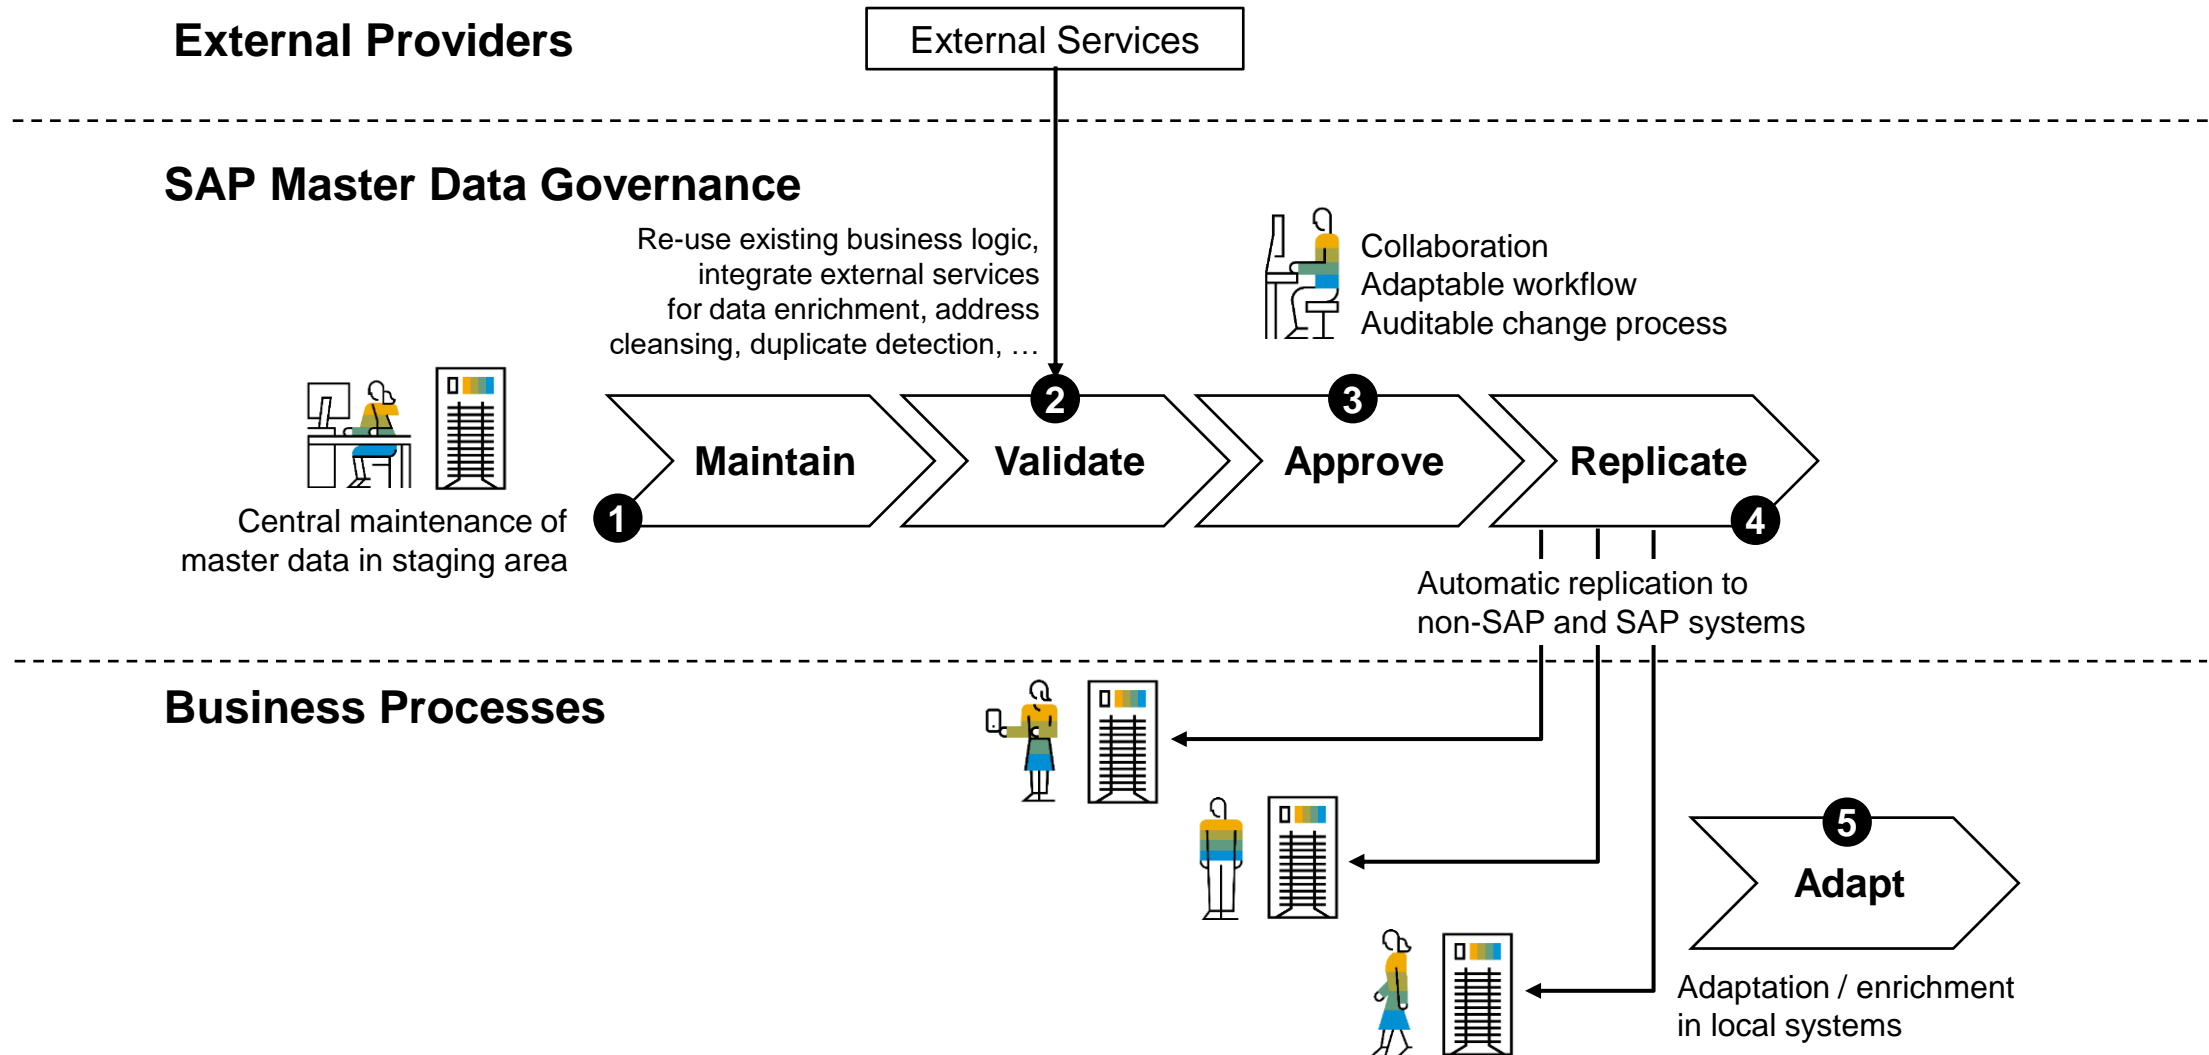 External Providers
External Services
SAP Master Data Governance
Re-use existing business logic,
integrate external services
for data enrichment, address
cleansing, duplicate detection, …
Collaboration
Adaptable workflow
Auditable change process
2
3
Maintain
Validate
Approve
Replicate
1
4
Central maintenance of
master data in staging area
Automatic replication to
non-SAP and SAP systems
Business Processes
5
Adapt
Adaptation / enrichment
in local systems